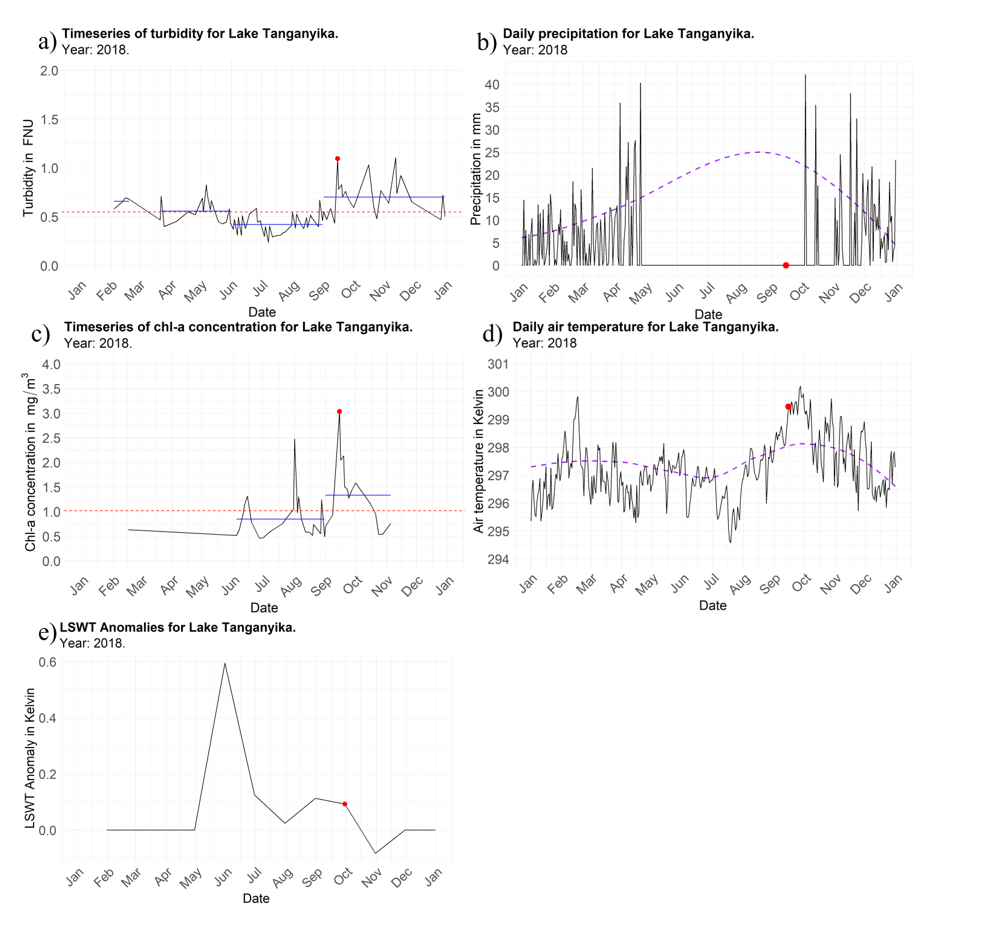 a) Timeseries of turbidity for Lake Tanganyika.
Year: 2018.
Turbidity in FNU
2.0
1.5
1.0
0.5
0.0
Jan Feb Mar Apr May Jun Jul Aug Sep Oct Nov Dec Jan
Date
b) Daily precipitation for Lake Tanganyika.
Year: 2018
Precipitation in mm
40
35
30
25
20
15
10
5
0
Jan Feb Mar Apr May Jun Jul Aug Sep Oct Nov Dec Jan
Date
c) Timeseries of chl-a concentration for Lake Tanganyika.
Year: 2018.
Chl-a concentration in mg/m³
4.0
3.5
3.0
2.5
2.0
1.5
1.0
0.5
0.0
Jan Feb Mar Apr May Jun Jul Aug Sep Oct Nov Dec Jan
Date
d) Daily air temperature for Lake Tanganyika.
Year: 2018
Air temperature in Kelvin
301
300
299
298
297
296
295
294
Jan Feb Mar Apr May Jun Jul Aug Sep Oct Nov Dec Jan
Date
e) LSWT Anomalies for Lake Tanganyika.
Year: 2018.
LSWT Anomaly in Kelvin
0.6
0.4
0.2
0.0
Jan Feb Mar Apr May Jun Jul Aug Sep Oct Nov Dec Jan
Date